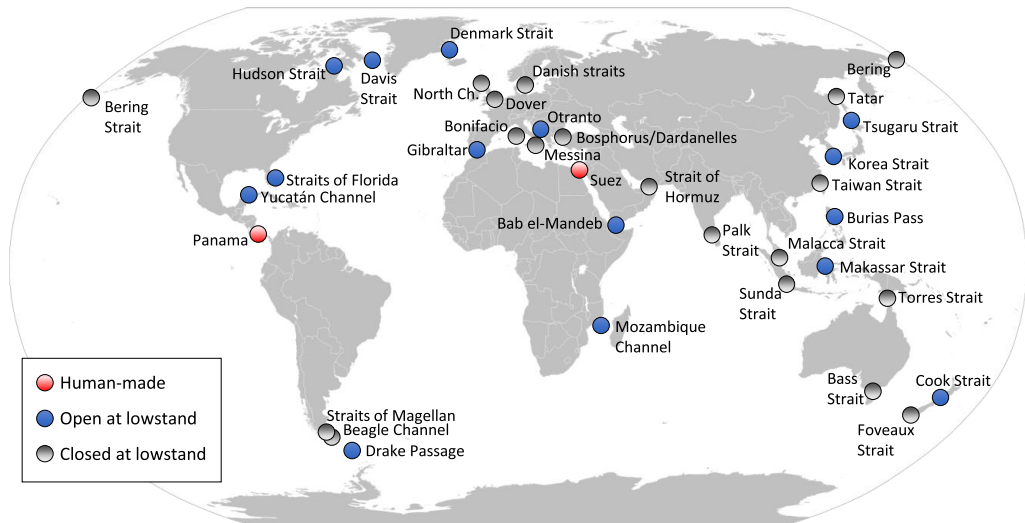 Denmark Strait
Hudson Strait
Davis
Strait
Danish straits
Bering
North Ch.
Dover
Tatar
Bering
Strait
Otranto
Tsugaru Strait
Bonifacio
Bosphorus/Dardanelles
Gibraltar
Messina
Korea Strait
Straits of Florida
Suez
Strait of
Hormuz
Taiwan Strait
Yucatán Channel
Bab el-Mandeb
Burias Pass
Panama
Palk
Strait
Malacca Strait
Makassar Strait
Sunda
Strait
Torres Strait
Mozambique
Channel
Human-made
Open at lowstand
Closed at lowstand
Bass
Strait
Cook Strait
Straits of Magellan
Beagle Channel
Drake Passage
Foveaux
Strait